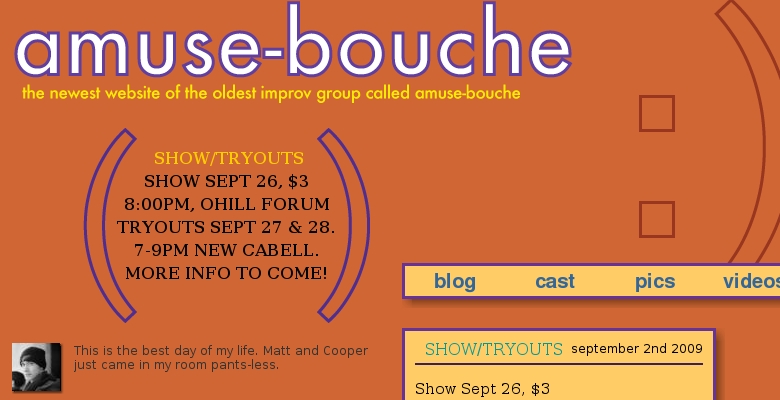 amuse-bouche
the newest website of the oldest improv group called amuse-bouche
SHOW/TRYOUTS
SHOW SEPT 26, $3
8:00PM, OHILL FORUM
TRYOUTS SEPT 27 & 28.
7-9PM NEW CABELL.
MORE INFO TO COME!
blog cast pics videos
This is the best day of my life. Matt and Cooper
just came in my room pants-less.
SHOW/TRYOUTS september 2nd 2009
Show Sept 26, $3